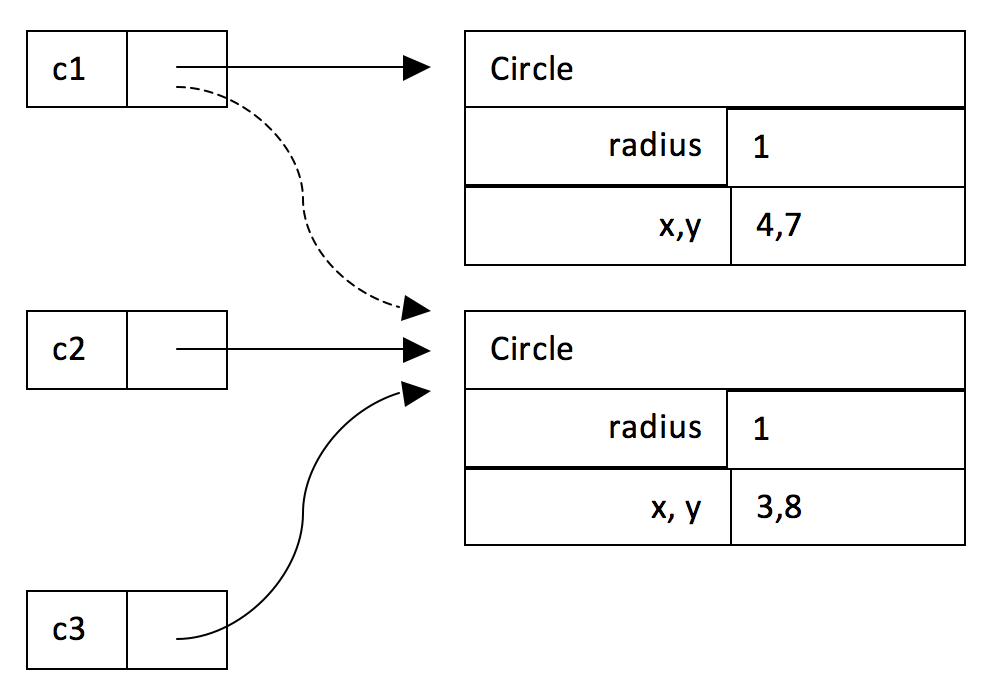 c1
Circle
radius 1
x,y 4,7
c2
Circle
radius 1
x, y 3,8
c3